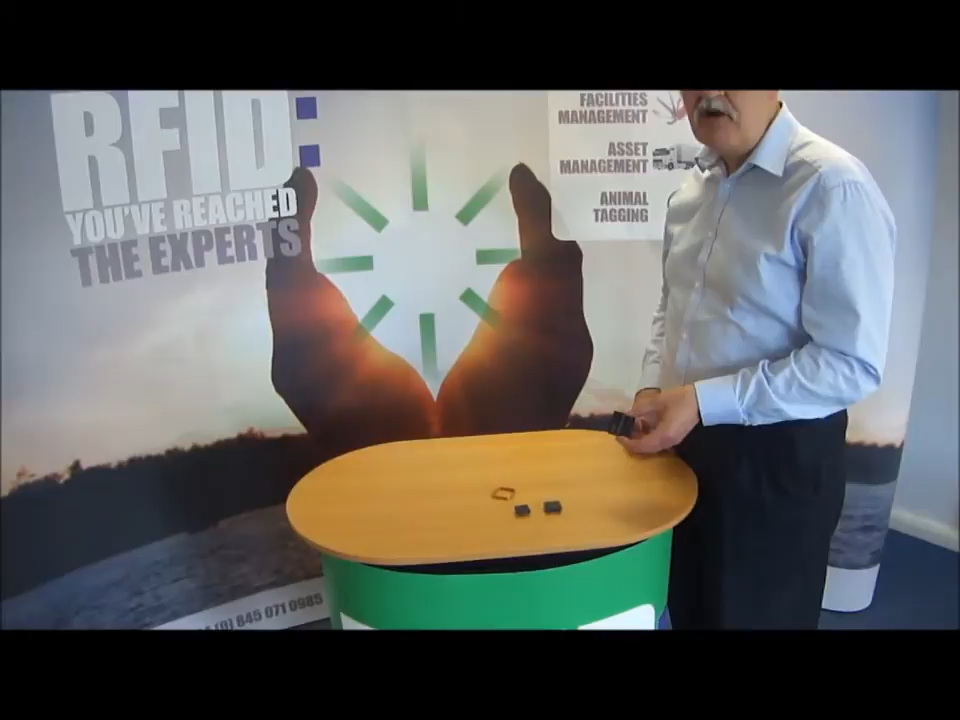 RFID:
YOU'VE REACHED
THE EXPERTS
FACILITIES
MANAGEMENT
ASSET
MANAGEMENT
ANIMAL
TAGGING
845 071 0985